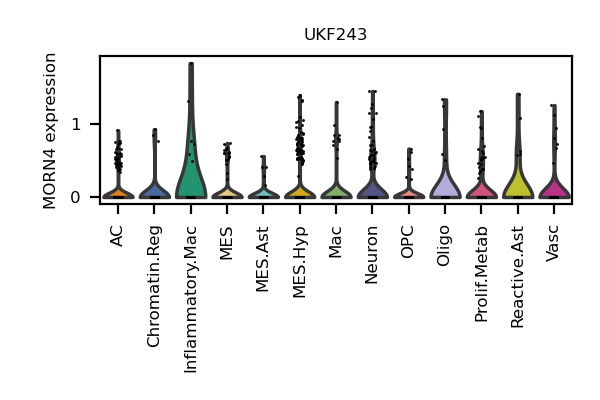 UKF243
MORN4 expression
1
0
AC
Chromatin.Reg
Inflammatory.Mac
MES
MES.Ast
MES.Hyp
Mac
Neuron
OPC
Oligo
Prolif.Metab
Reactive.Ast
Vasc